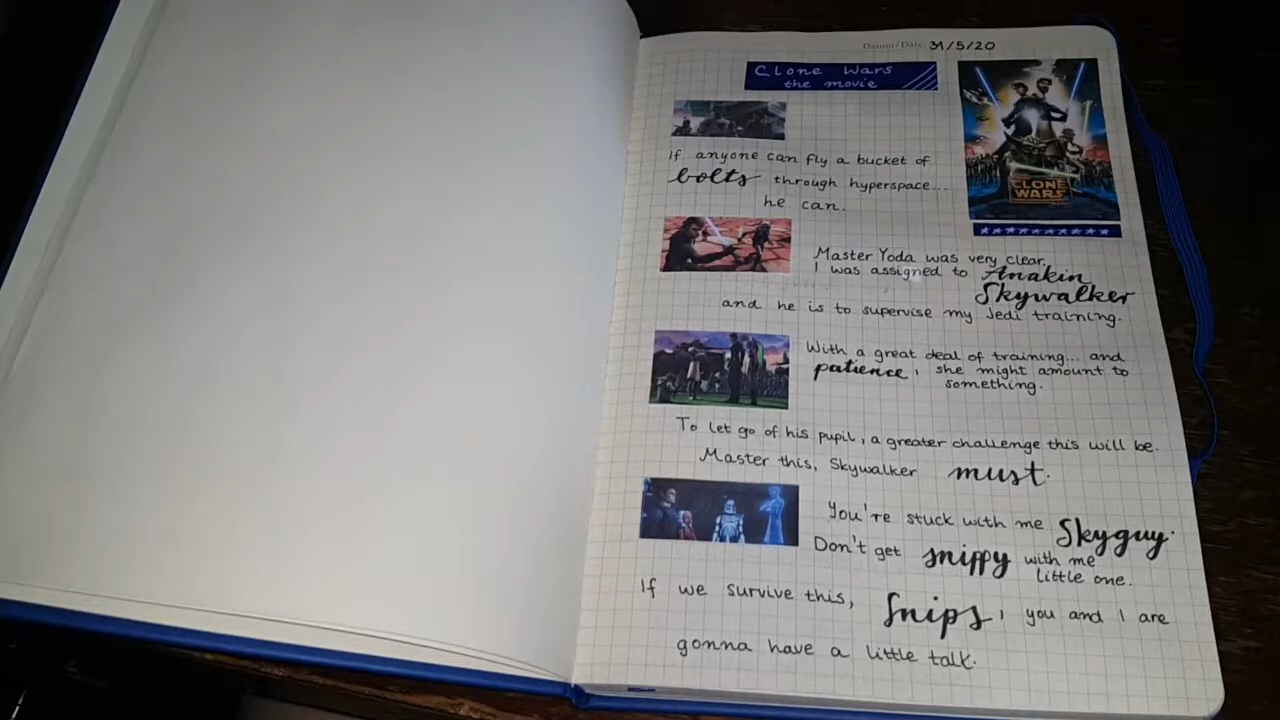 Datum/Date 31/5/20
Clone Wars
the movie
If anyone can fly a bucket of
bolts through hyperspace...
he can.
CLONE
WARS
Master Yoda was very clear.
I was assigned to Anakin
Skywalker
and he is to supervise my Jedi training.
With a great deal of training... and
patience, she might amount to
something.
To let go of his pupil, a greater challenge this will be.
Master this, Skywalker must.
You're stuck with me Skyguy.
Don't get snippy with me
little one.
If we survive this, Snips, you and I are
gonna have a little talk.